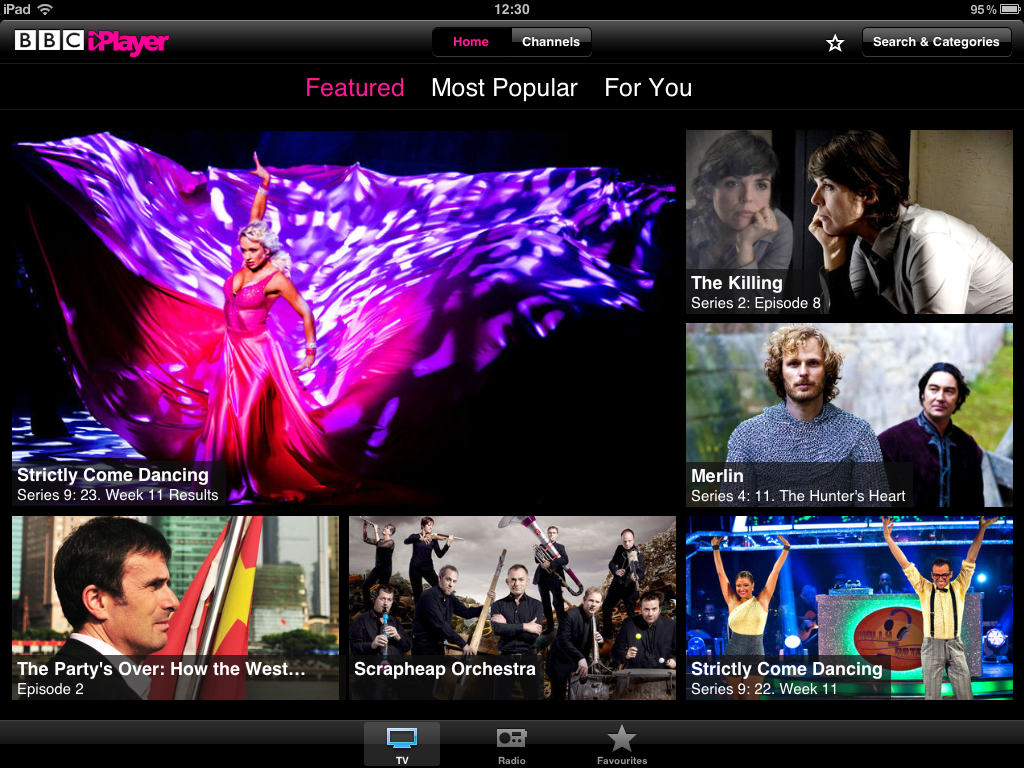 iPad 12:30 95%
BBC iPlayer Home Channels Search & Categories
Featured Most Popular For You
The Killing
Series 2: Episode 8
Strictly Come Dancing
Series 9: 23. Week 11 Results
Merlin
Series 4: 11. The Hunter's Heart
The Party's Over: How the West...
Episode 2
Scrapheap Orchestra
Strictly Come Dancing
Series 9: 22. Week 11
TV Radio Favourites